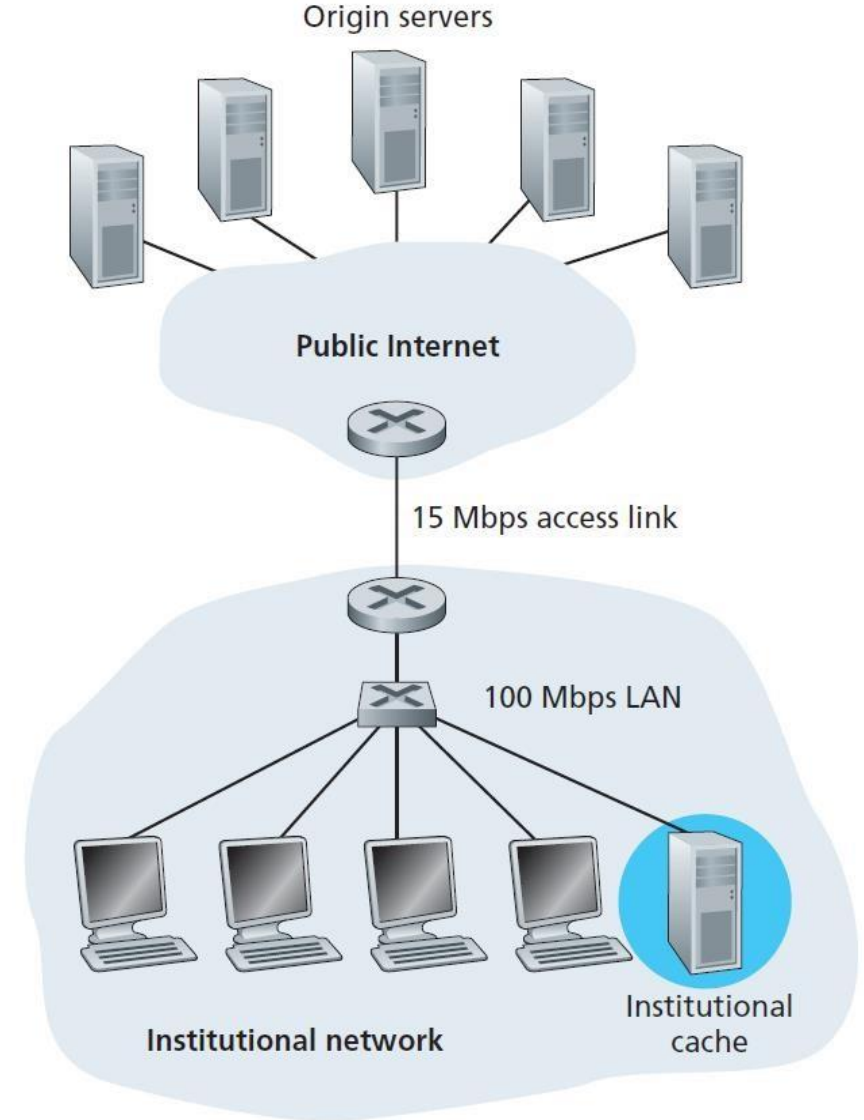 Origin servers
Public Internet
15 Mbps access link
100 Mbps LAN
Institutional
cache
Institutional network